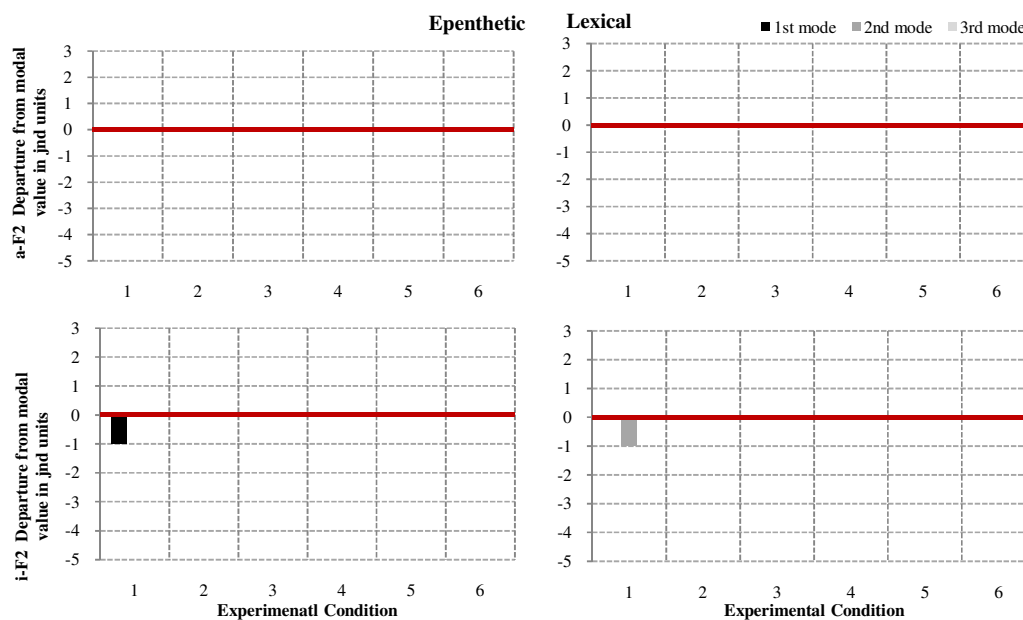 Epenthetic
Lexical
1st mode 2nd mode 3rd mode
a-F2 Departure from modal
value in jnd units
3
2
1
0
-1
-2
-3
-4
-5
1 2 3 4 5 6
3
2
1
0
-1
-2
-3
-4
-5
1 2 3 4 5 6
i-F2 Departure from modal
value in jnd units
3
2
1
0
-1
-2
-3
-4
-5
1 2 3 4 5 6
Experimenatl Condition
3
2
1
0
-1
-2
-3
-4
-5
1 2 3 4 5 6
Experimental Condition